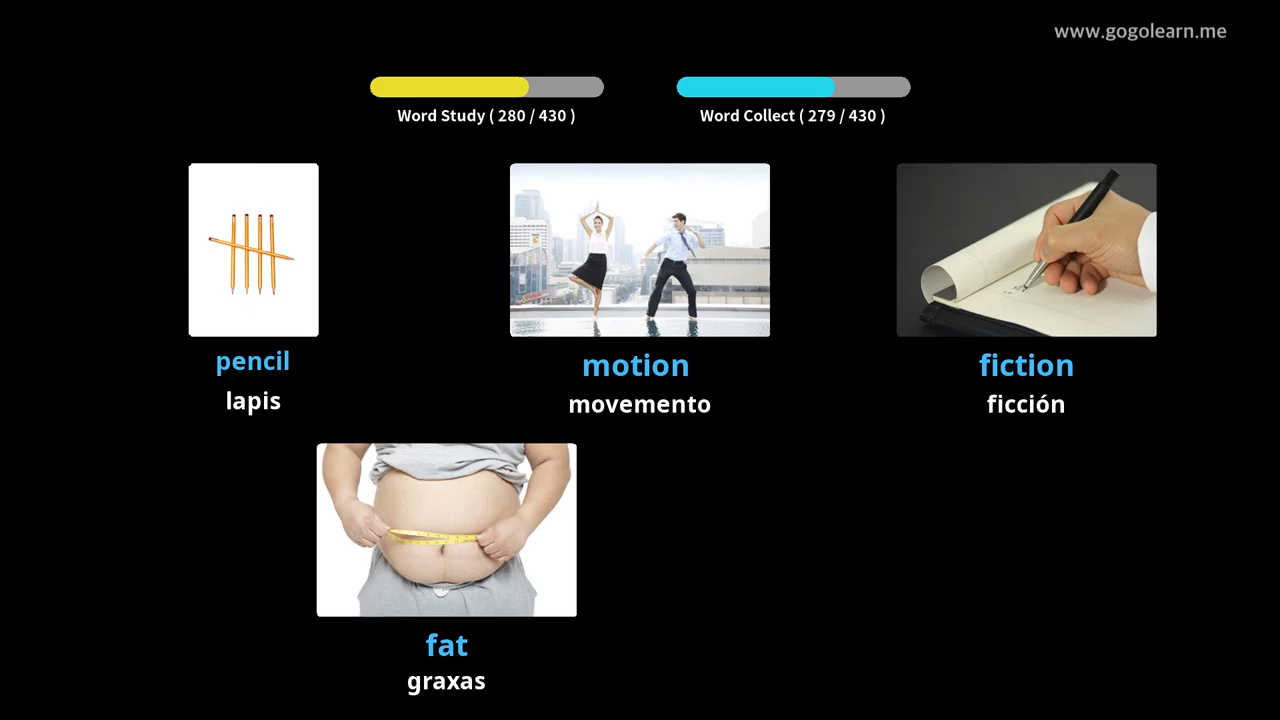 www.gogolearn.me
Word Study ( 280 / 430 )
Word Collect ( 279 / 430 )
pencil
lapis
motion
movemento
fiction
ficción
fat
graxas